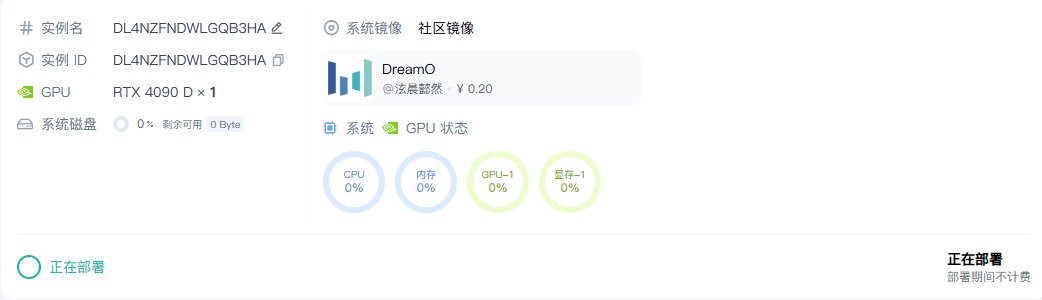 实例名 DL4NZFNDWLGQB3HA
实例 ID DL4NZFNDWLGQB3HA
GPU RTX 4090 D × 1
系统磁盘 0% 剩余可用 0 Byte
系统镜像 社区镜像
DreamO
@泫晨懿然 · ¥ 0.20
系统 GPU 状态
CPU
0%
内存
0%
GPU-1
0%
显存-1
0%
正在部署
正在部署
部署期间不计费